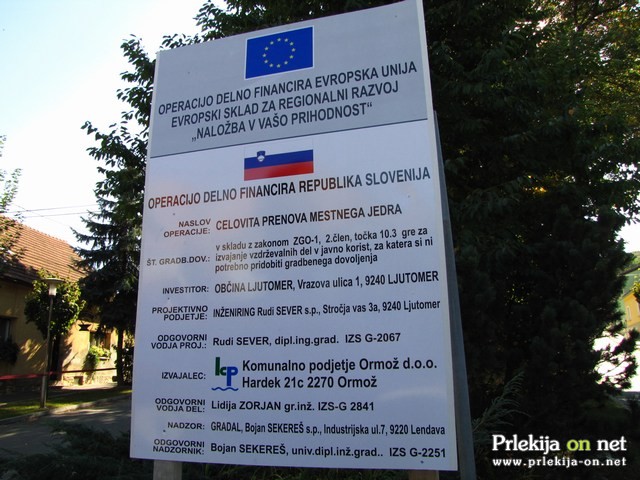 OPERACIJO DELNO FINANCIRA EVROPSKA UNIJA
EVROPSKI SKLAD ZA REGIONALNI RAZVOJ
„NALOŽBA V VAŠO PRIHODNOST“
OPERACIJO DELNO FINANCIRA REPUBLIKA SLOVENIJA
NASLOV
OPERACIJE: CELOVITA PRENOVA MESTNEGA JEDRA
v skladu z zakonom ZGO-1, 2.člen, točka 10.3 gre za
ŠT. GRADB.DOV.: izvajanje vzdrževalnih del v javno korist, za katera si ni
potrebno pridobiti gradbenega dovoljenja
INVESTITOR: OBČINA LJUTOMER, Vrazova ulica 1, 9240 LJUTOMER
PROJEKTIVNO
PODJETJE: INŽENIRING Rudi SEVER s.p., Stročja vas 3a, 9240 Ljutomer
ODGOVORNI
VODJA PROJ.: Rudi SEVER, dipl.ing.grad. IZS G-2067
IZVAJALEC: kp Komunalno podjetje Ormož d.o.o.
Hardek 21c 2270 Ormož
ODGOVORNI
VODJA DEL: Lidija ZORJAN gr.inž. IZS-G 2841
NADZOR: GRADAL, Bojan SEKEREŠ s.p., Industrijska ul.7, 9220 Lendava
ODGOVORNI
NADZORNIK: Bojan SEKEREŠ, univ.dipl.inž.grad.. IZS G-2251
Prlekija on net
www.prlekija-on.net